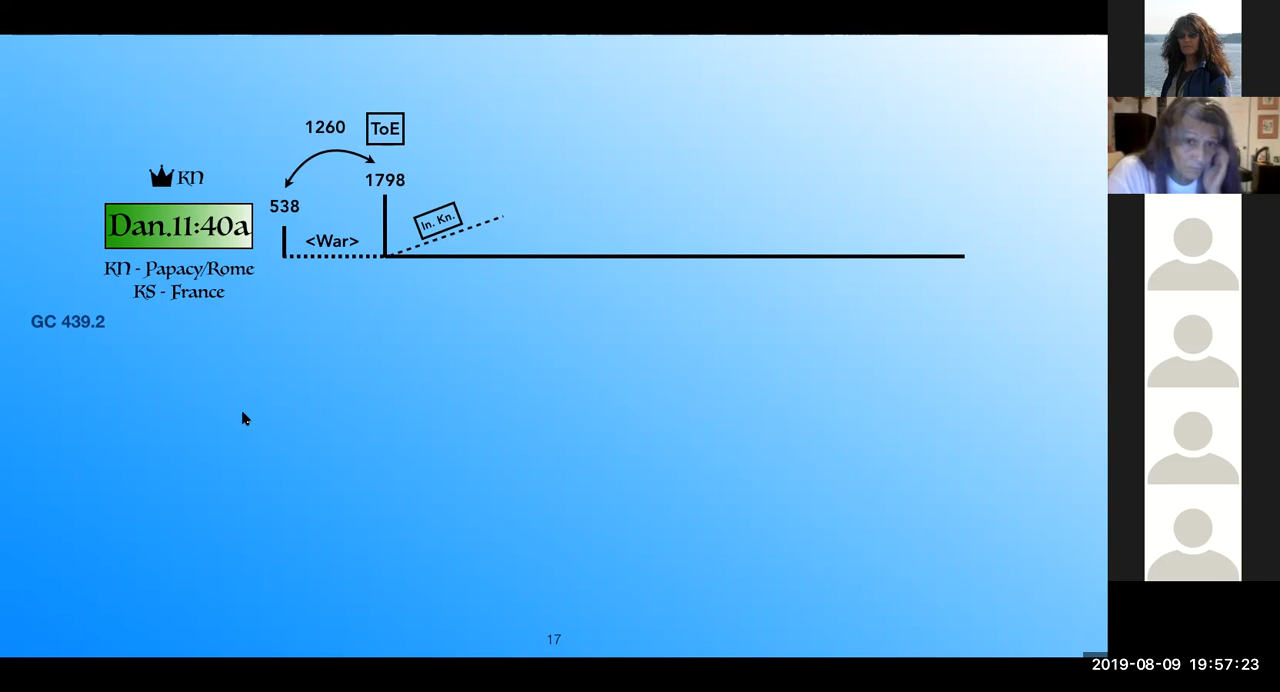 1260
ToE
KN
1798
Dan.11:40a
538
In. Kn.
<War>
KN - Papacy/Rome
KS - France
GC 439.2
17
2019-08-09 19:57:23